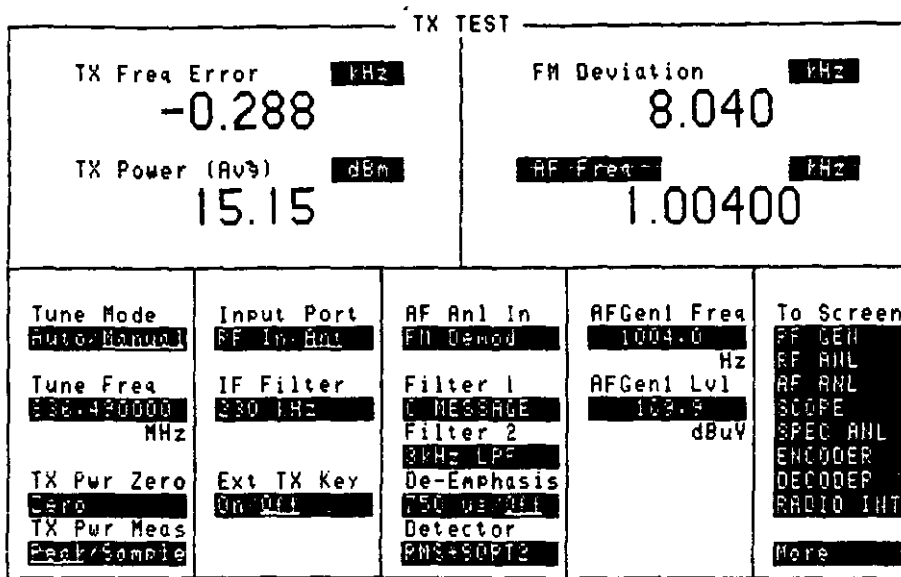 TX TEST
TX Freq Error kHz
-0.288
FM Deviation kHz
8.040
TX Power (Avg) dBm
15.15
AF Freq kHz
1.00400
Tune Mode
Auto/Manual
Tune Freq
836.490000
MHz
TX Pwr Zero
Zero
TX Pwr Meas
Peak/Sample
Input Port
RF In/Ant
IF Filter
230 kHz
Ext TX Key
On/Off
AF Anl In
FM Demod
Filter 1
C MESSAGE
Filter 2
De-Emphasis
750 us/Off
Detector
RMS*SQRT2
AFGen1 Freq
1004.0
Hz
AFGen1 Lvl
dBuV
To Screen
RF GEN
RF ANL
AF ANL
SCOPE
SPEC ANL
ENCODER
DECODER
RADIO INT
More